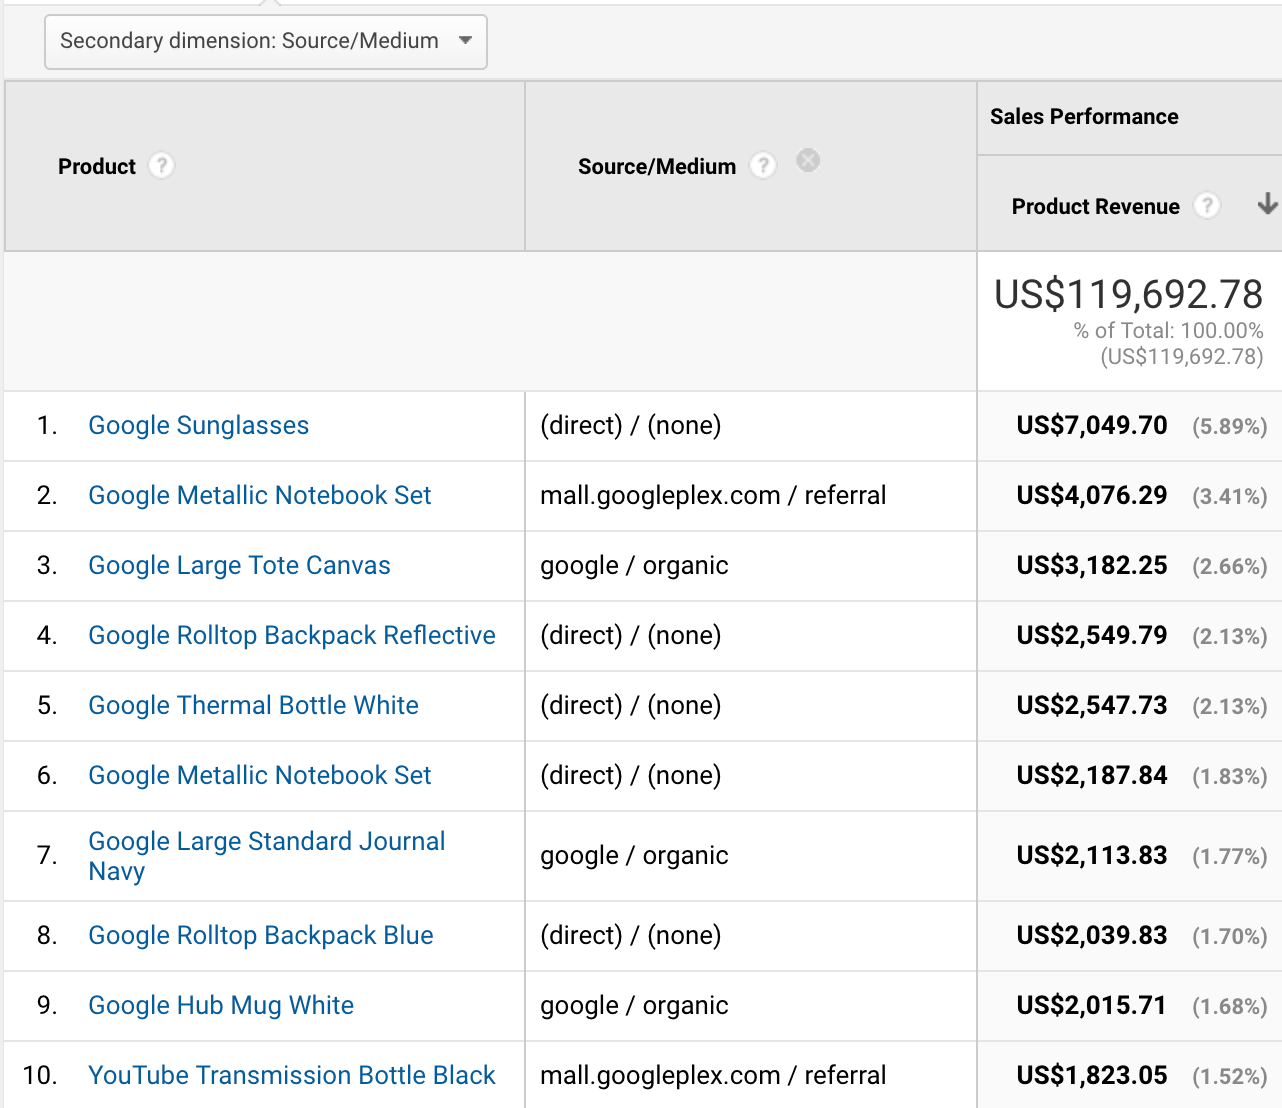 Secondary dimension: Source/Medium
Product ?
Source/Medium ?
Sales Performance
Product Revenue ?
US$119,692.78
% of Total: 100.00%
(US$119,692.78)
1. Google Sunglasses (direct) / (none) US$7,049.70 (5.89%)
2. Google Metallic Notebook Set mall.googleplex.com / referral US$4,076.29 (3.41%)
3. Google Large Tote Canvas google / organic US$3,182.25 (2.66%)
4. Google Rolltop Backpack Reflective (direct) / (none) US$2,549.79 (2.13%)
5. Google Thermal Bottle White (direct) / (none) US$2,547.73 (2.13%)
6. Google Metallic Notebook Set (direct) / (none) US$2,187.84 (1.83%)
7. Google Large Standard Journal
Navy google / organic US$2,113.83 (1.77%)
8. Google Rolltop Backpack Blue (direct) / (none) US$2,039.83 (1.70%)
9. Google Hub Mug White google / organic US$2,015.71 (1.68%)
10. YouTube Transmission Bottle Black mall.googleplex.com / referral US$1,823.05 (1.52%)